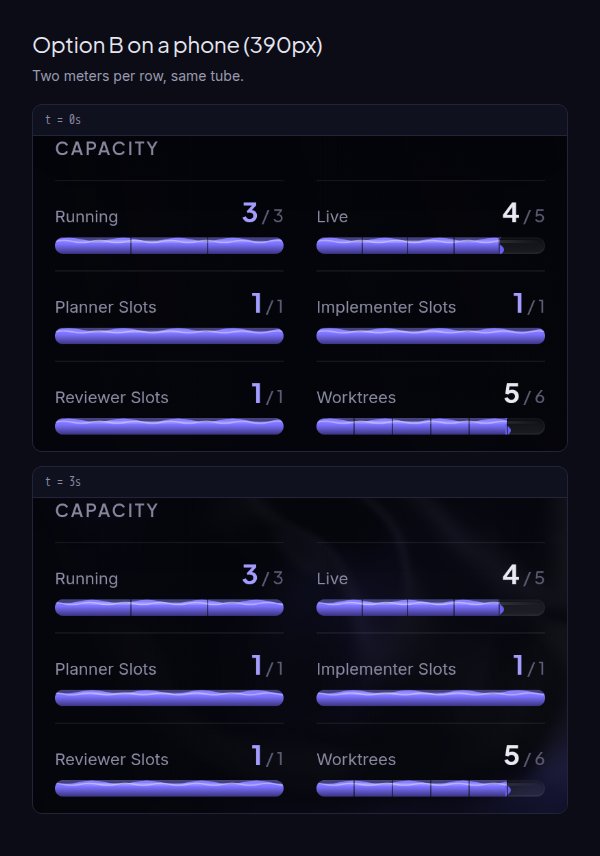 Option B on a phone (390px)
Two meters per row, same tube.
t = 0s
CAPACITY
Running 3/3 Live 4/5
Planner Slots 1/1 Implementer Slots 1/1
Reviewer Slots 1/1 Worktrees 5/6
t = 3s
CAPACITY
Running 3/3 Live 4/5
Planner Slots 1/1 Implementer Slots 1/1
Reviewer Slots 1/1 Worktrees 5/6